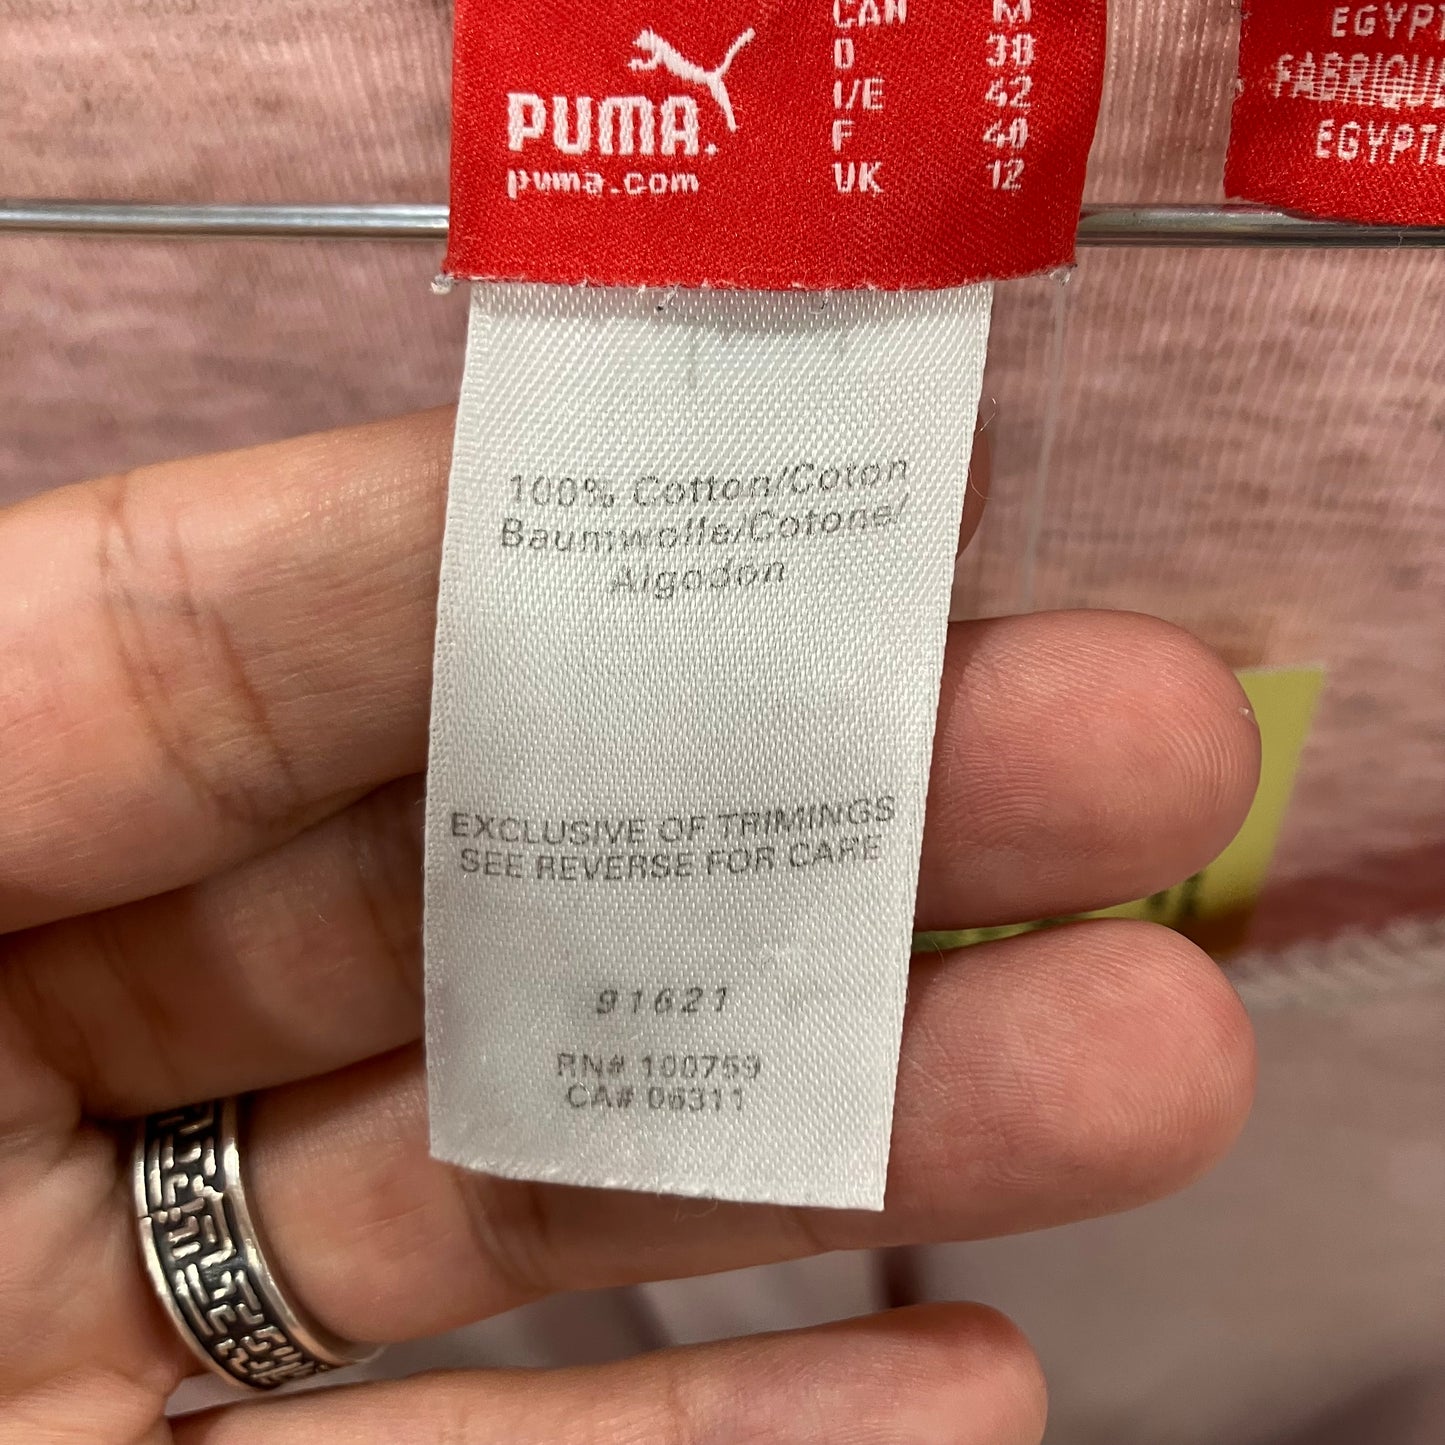 CAN M
D 38
I/E 42
F 40
UK 12
PUMA.
puma.com
EGYPT
FABRIQU
EGYPTE
100% Cotton/Coton
Baumwolle/Cotone/
Algodon
EXCLUSIVE OF TRIMINGS
SEE REVERSE FOR CARE
91621
RN# 100759
CA# 06311